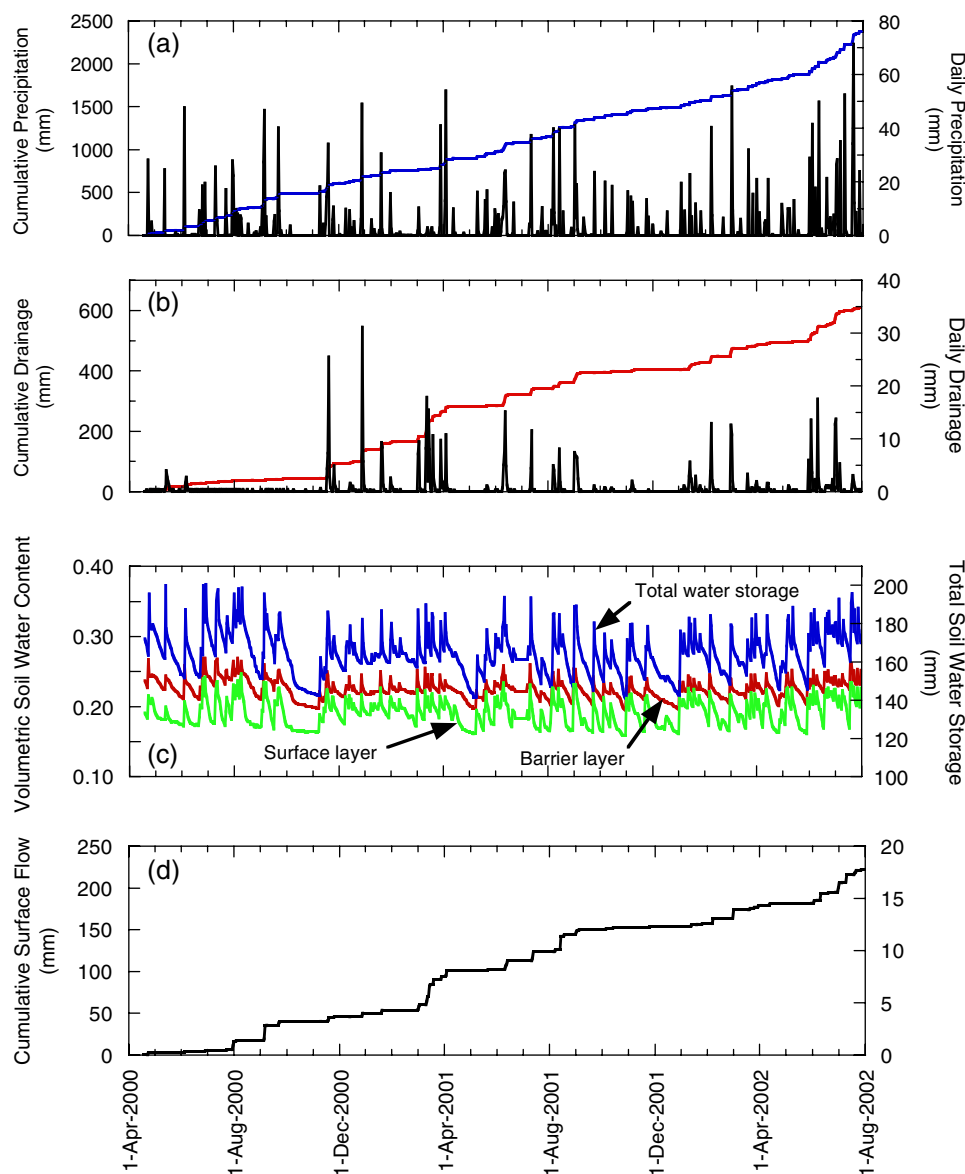 (a)
Cumulative Precipitation
(mm)
2500
2000
1500
1000
500
0
80
60
40
20
0
Daily Precipitation
(mm)
(b)
Cumulative Drainage
(mm)
600
400
200
0
40
30
20
10
0
Daily Drainage
(mm)
(c)
Volumetric Soil Water Content
0.40
0.30
0.20
0.10
Total water storage
Surface layer
Barrier layer
200
180
160
140
120
100
Total Soil Water Storage
(mm)
(d)
Cumulative Surface Flow
(mm)
250
200
150
100
50
0
20
15
10
5
0
1-Apr-2000
1-Aug-2000
1-Dec-2000
1-Apr-2001
1-Aug-2001
1-Dec-2001
1-Apr-2002
1-Aug-2002